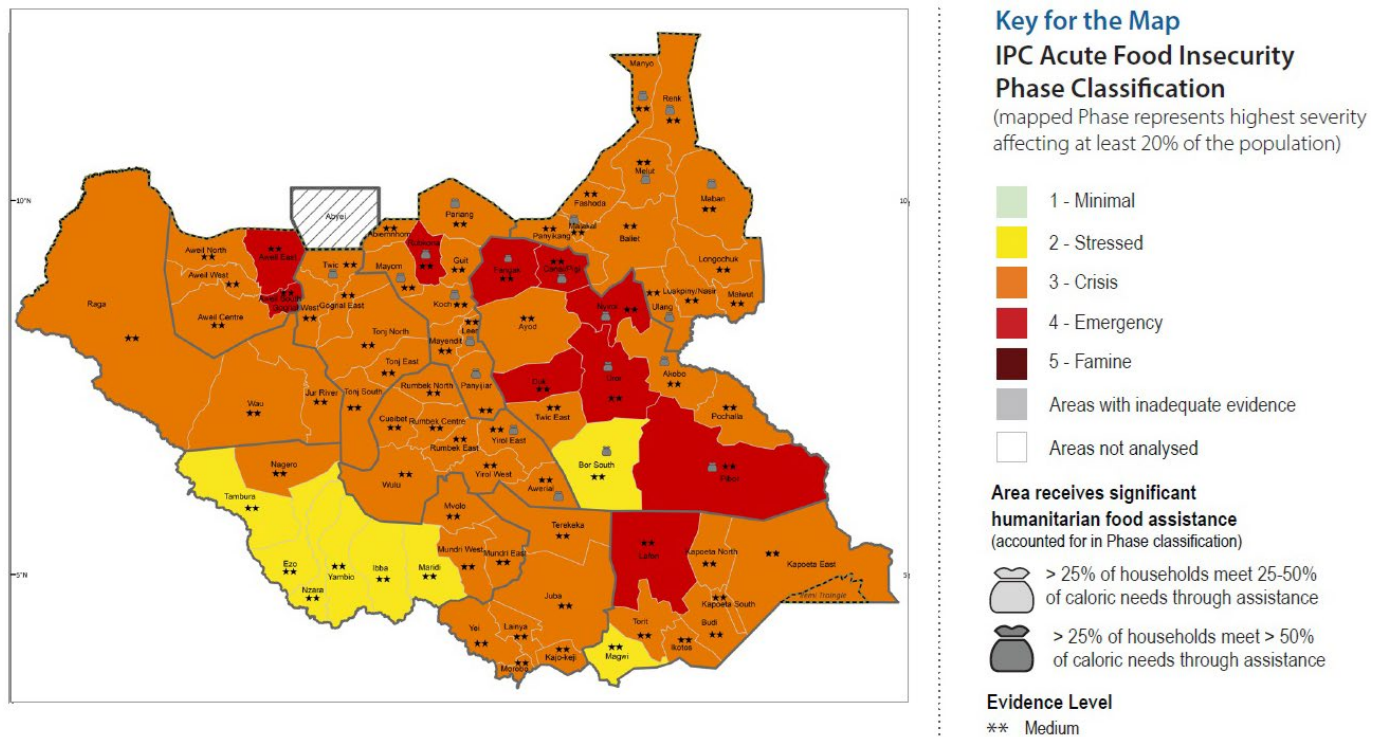 Manyo
Renk
Melut
Maban
Fashoda
Malakal
Panyikang
Baliet
Longochuk
Luakpiny/Nasir
Maiwut
Ulang
10°N
10
Abyei
Pariang
Abiemnhom
Rubkona
Mayom
Guit
Koch
Leer
Mayendit
Panyijiar
Fangak
Canal/Pigi
Nyirol
Ayod
Uror
Duk
Akobo
Pochalla
Twic East
Bor South
Pibor
Aweil North
Aweil East
Aweil West
Aweil South
Aweil Centre
Twic
Gogrial West
Gogrial East
Tonj North
Tonj East
Tonj South
Raga
Wau
Jur River
Rumbek North
Cueibet
Rumbek Centre
Rumbek East
Yirol East
Yirol West
Wulu
Awerial
Nagero
Tambura
Ezo
Nzara
Yambio
Ibba
Maridi
5°N
5
Mvolo
Mundri West
Mundri East
Terekeka
Juba
Yei
Lainya
Morobo
Kajo-keji
Lafon
Kapoeta North
Kapoeta East
Kapoeta South
Torit
Budi
Ikotos
Magwi
Ilemi Triangle
Key for the Map
IPC Acute Food Insecurity
Phase Classification
(mapped Phase represents highest severity
affecting at least 20% of the population)
1 - Minimal
2 - Stressed
3 - Crisis
4 - Emergency
5 - Famine
Areas with inadequate evidence
Areas not analysed
Area receives significant
humanitarian food assistance
(accounted for in Phase classification)
> 25% of households meet 25-50%
of caloric needs through assistance
> 25% of households meet > 50%
of caloric needs through assistance
Evidence Level
** Medium